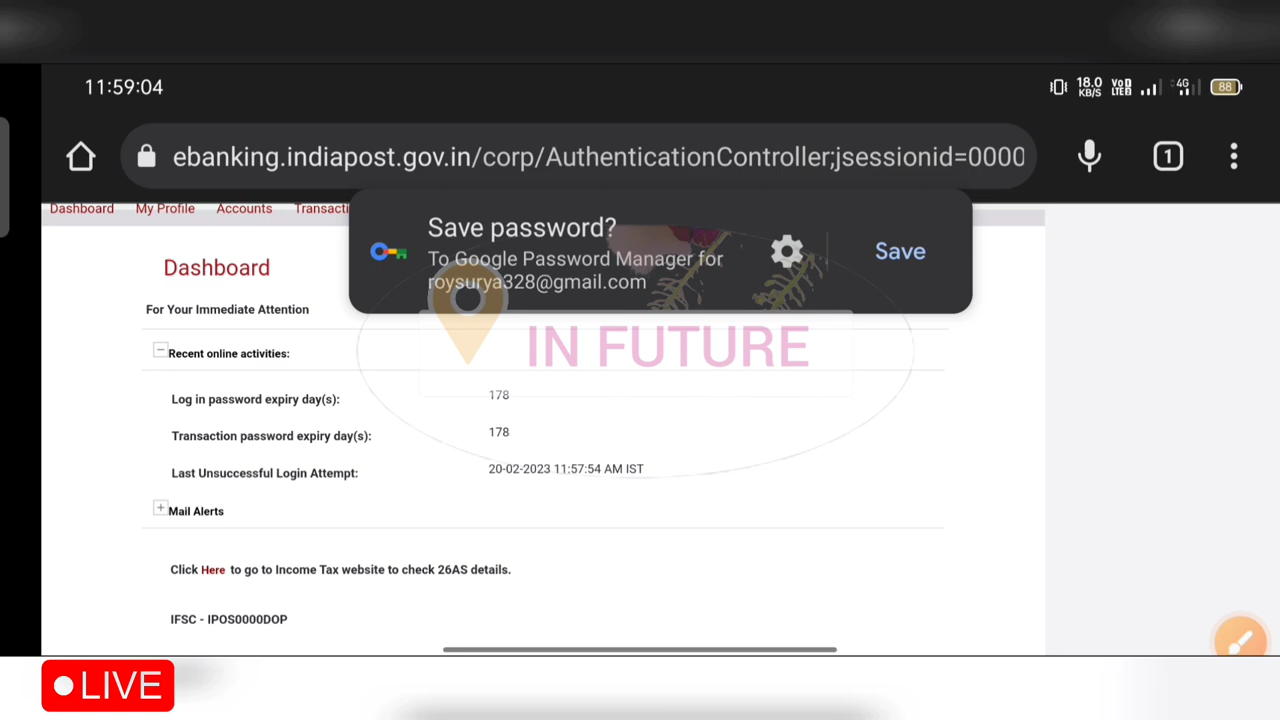 11:59:04
18.0 KB/S VoD LTE 4G 88
ebanking.indiapost.gov.in/corp/AuthenticationController;jsessionid=0000
1
Dashboard My Profile Accounts Transacti
Save password?
To Google Password Manager for
roysurya328@gmail.com
Save
Dashboard
For Your Immediate Attention
IN FUTURE
Recent online activities:
Log in password expiry day(s): 178
Transaction password expiry day(s): 178
Last Unsuccessful Login Attempt: 20-02-2023 11:57:54 AM IST
Mail Alerts
Click Here to go to Income Tax website to check 26AS details.
IFSC - IPOS0000DOP
LIVE